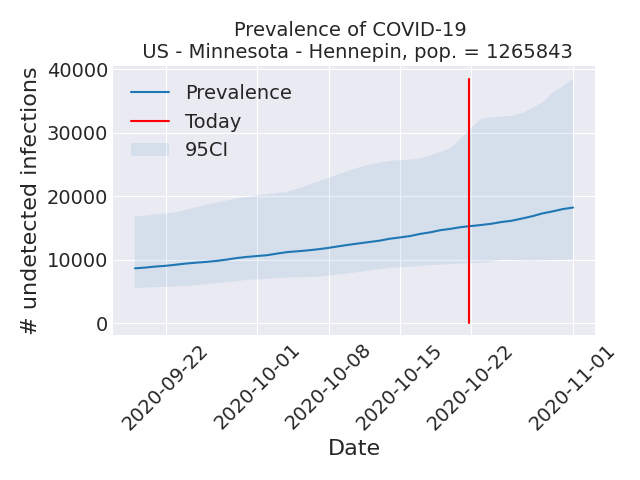 Prevalence of COVID-19
US - Minnesota - Hennepin, pop. = 1265843
# undetected infections
40000
30000
20000
10000
0
Prevalence
Today
95CI
2020-09-22
2020-10-01
2020-10-08
2020-10-15
2020-10-22
2020-11-01
Date